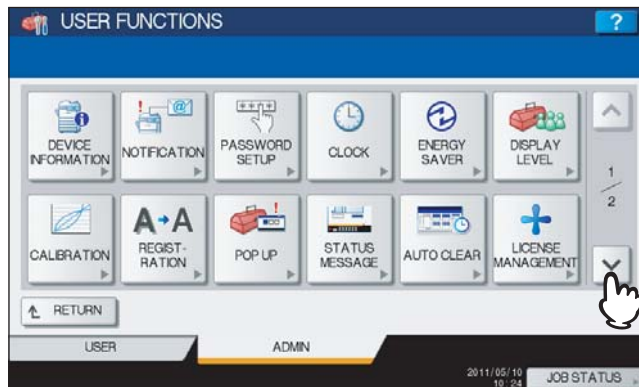 USER FUNCTIONS
?
DEVICE
INFORMATION
NOTIFICATION
PASSWORD
SETUP
CLOCK
ENERGY
SAVER
DISPLAY
LEVEL
1
2
CALIBRATION
A→A
REGIST-
RATION
POP UP
STATUS
MESSAGE
AUTO CLEAR
LICENSE
MANAGEMENT
RETURN
USER
ADMIN
2011/05/10
10:24
JOB STATUS